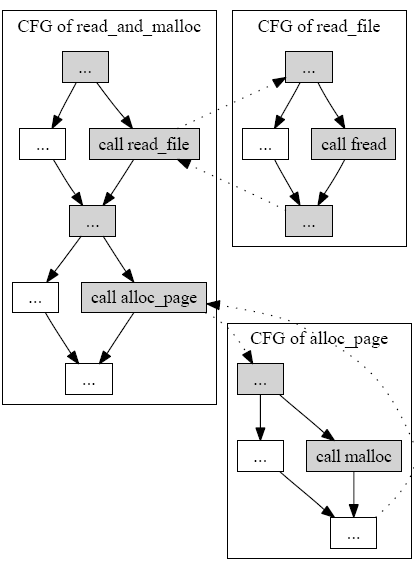 CFG of read_and_malloc
...
...
call read_file
...
...
call alloc_page
...
CFG of read_file
...
...
call fread
...
CFG of alloc_page
...
...
call malloc
...